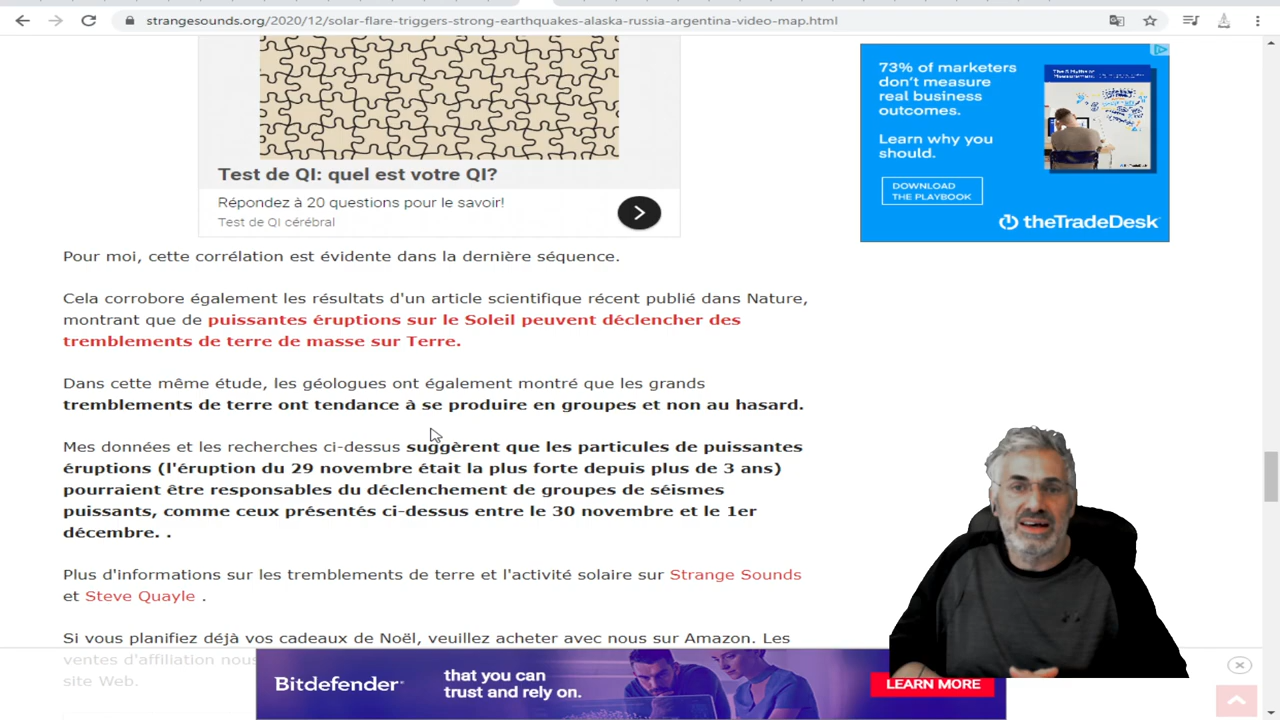 strangesounds.org/2020/12/solar-flare-triggers-strong-earthquakes-alaska-russia-argentina-video-map.html
Test de QI: quel est votre QI?
Répondez à 20 questions pour le savoir!
Test de QI cérébral
73% of marketers
don't measure
real business
outcomes.
Learn why you
should.
DOWNLOAD
THE PLAYBOOK
theTradeDesk
Pour moi, cette corrélation est évidente dans la dernière séquence.
Cela corrobore également les résultats d'un article scientifique récent publié dans Nature,
montrant que de puissantes éruptions sur le Soleil peuvent déclencher des
tremblements de terre de masse sur Terre.
Dans cette même étude, les géologues ont également montré que les grands
tremblements de terre ont tendance à se produire en groupes et non au hasard.
Mes données et les recherches ci-dessus suggèrent que les particules de puissantes
éruptions (l'éruption du 29 novembre était la plus forte depuis plus de 3 ans)
pourraient être responsables du déclenchement de groupes de séismes
puissants, comme ceux présentés ci-dessus entre le 30 novembre et le 1er
décembre. .
Plus d'informations sur les tremblements de terre et l'activité solaire sur Strange Sounds
et Steve Quayle .
Si vous planifiez déjà vos cadeaux de Noël, veuillez acheter avec nous sur Amazon. Les
ventes d'affiliation nous
site Web.
Bitdefender
that you can
trust and rely on.
LEARN MORE